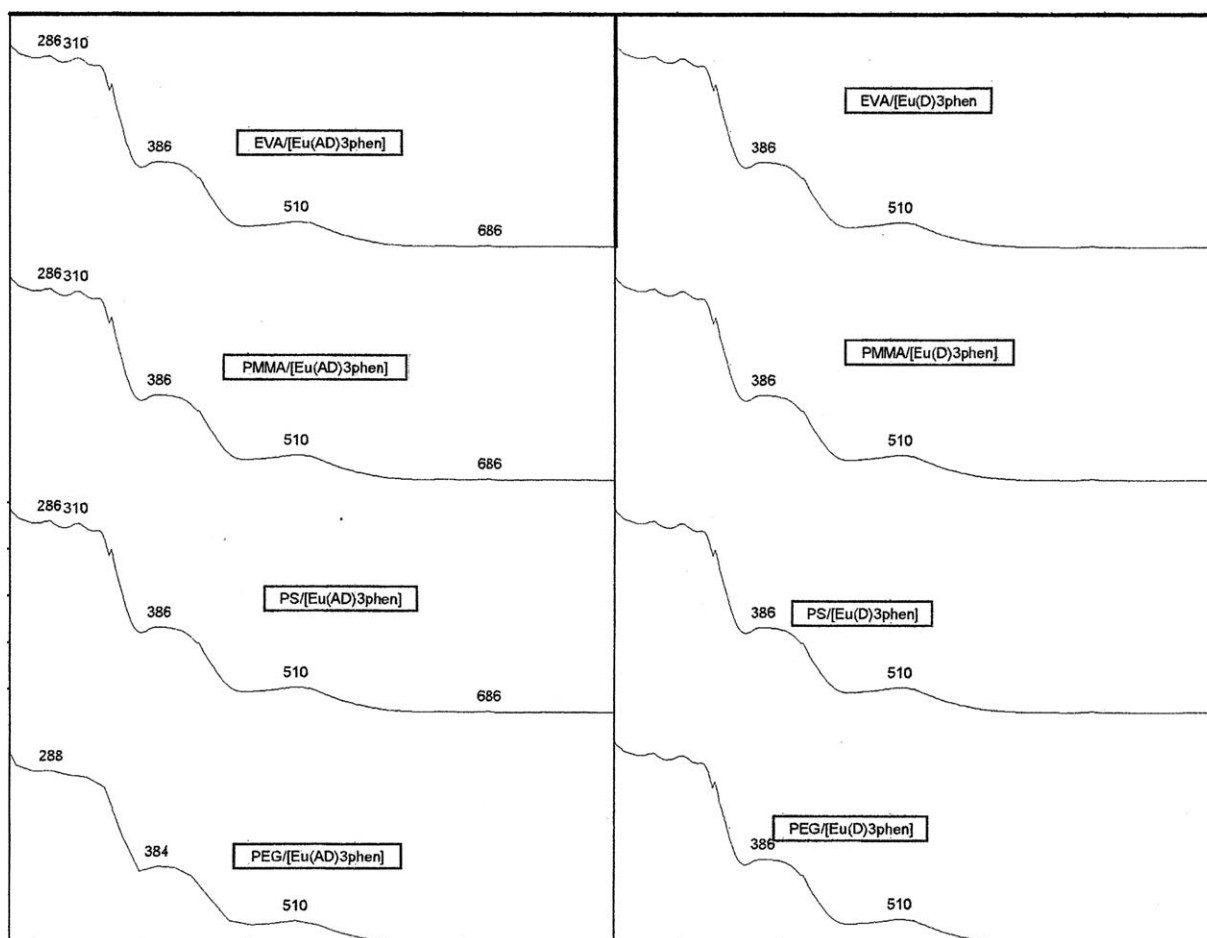 286 310
EVA/[Eu(AD)3phen]
386
510
686
286 310
PMMA/[Eu(AD)3phen]
386
510
686
286 310
PS/[Eu(AD)3phen]
386
510
686
288
384
PEG/[Eu(AD)3phen]
510
EVA/[Eu(D)3phen
386
510
PMMA/[Eu(D)3phen]
386
510
PS/[Eu(D)3phen]
386
510
PEG/[Eu(D)3phen]
386
510